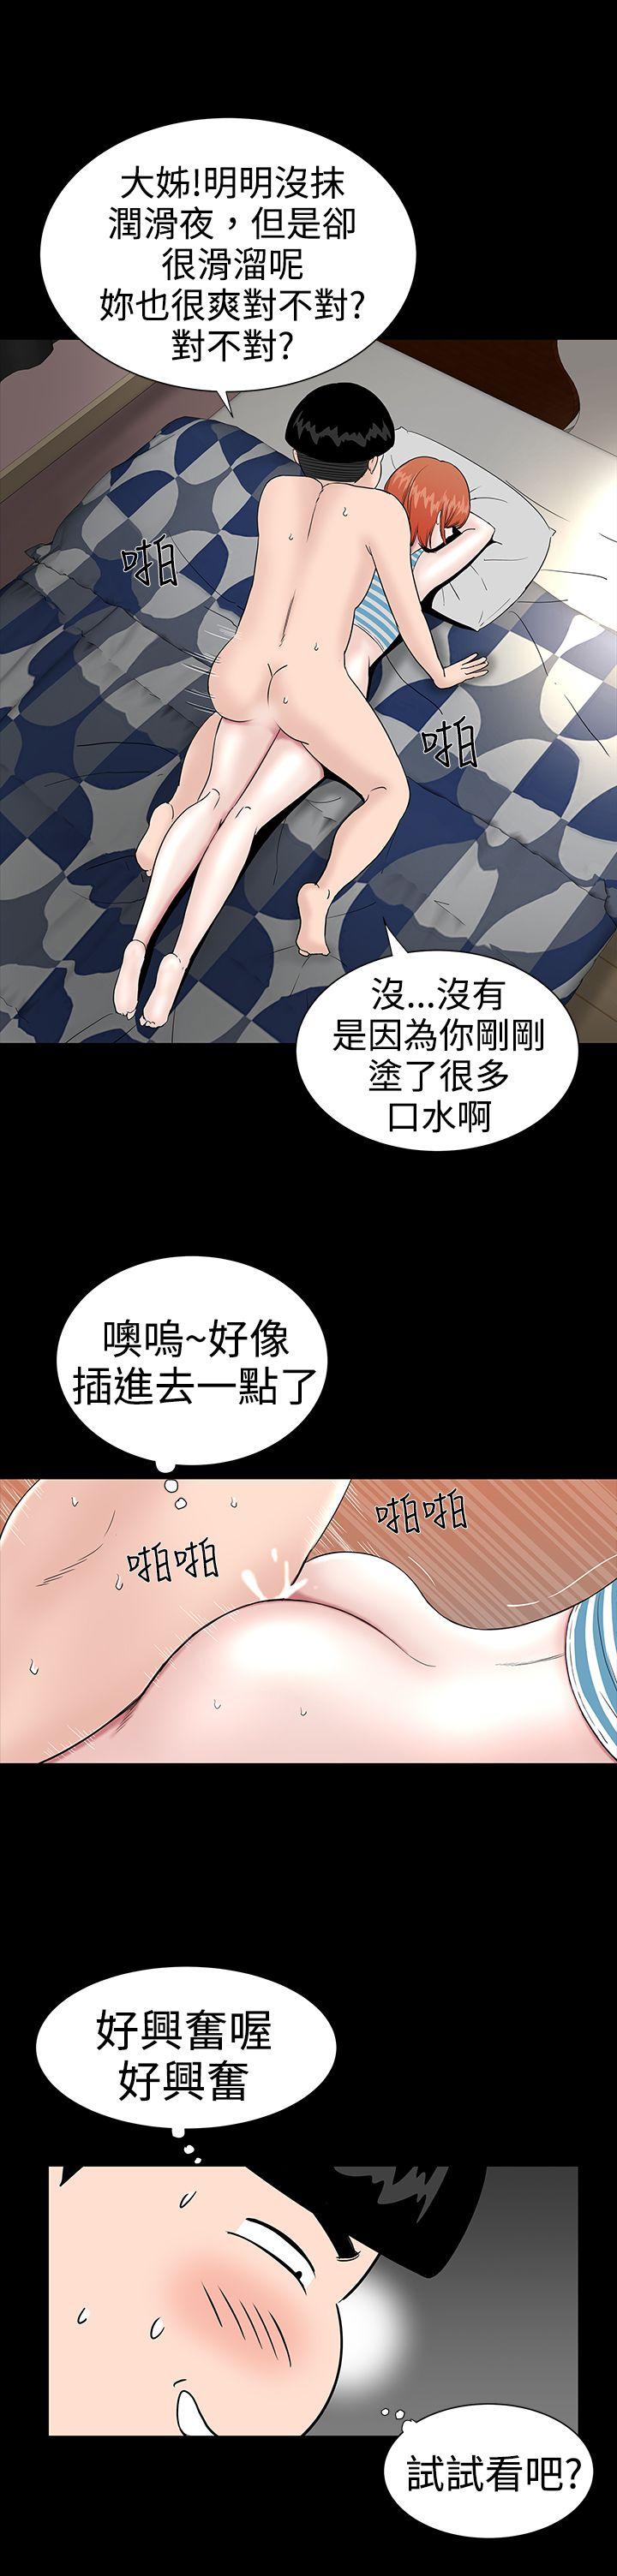 大姊!明明沒抹
潤滑夜，但是卻
很滑溜呢
妳也很爽對不對?
對不對?
啪
啪
沒...沒有
是因為你剛剛
塗了很多
口水啊
噢嗚~好像
插進去一點了
啪啪
啪啪
好興奮喔
好興奮
試試看吧?